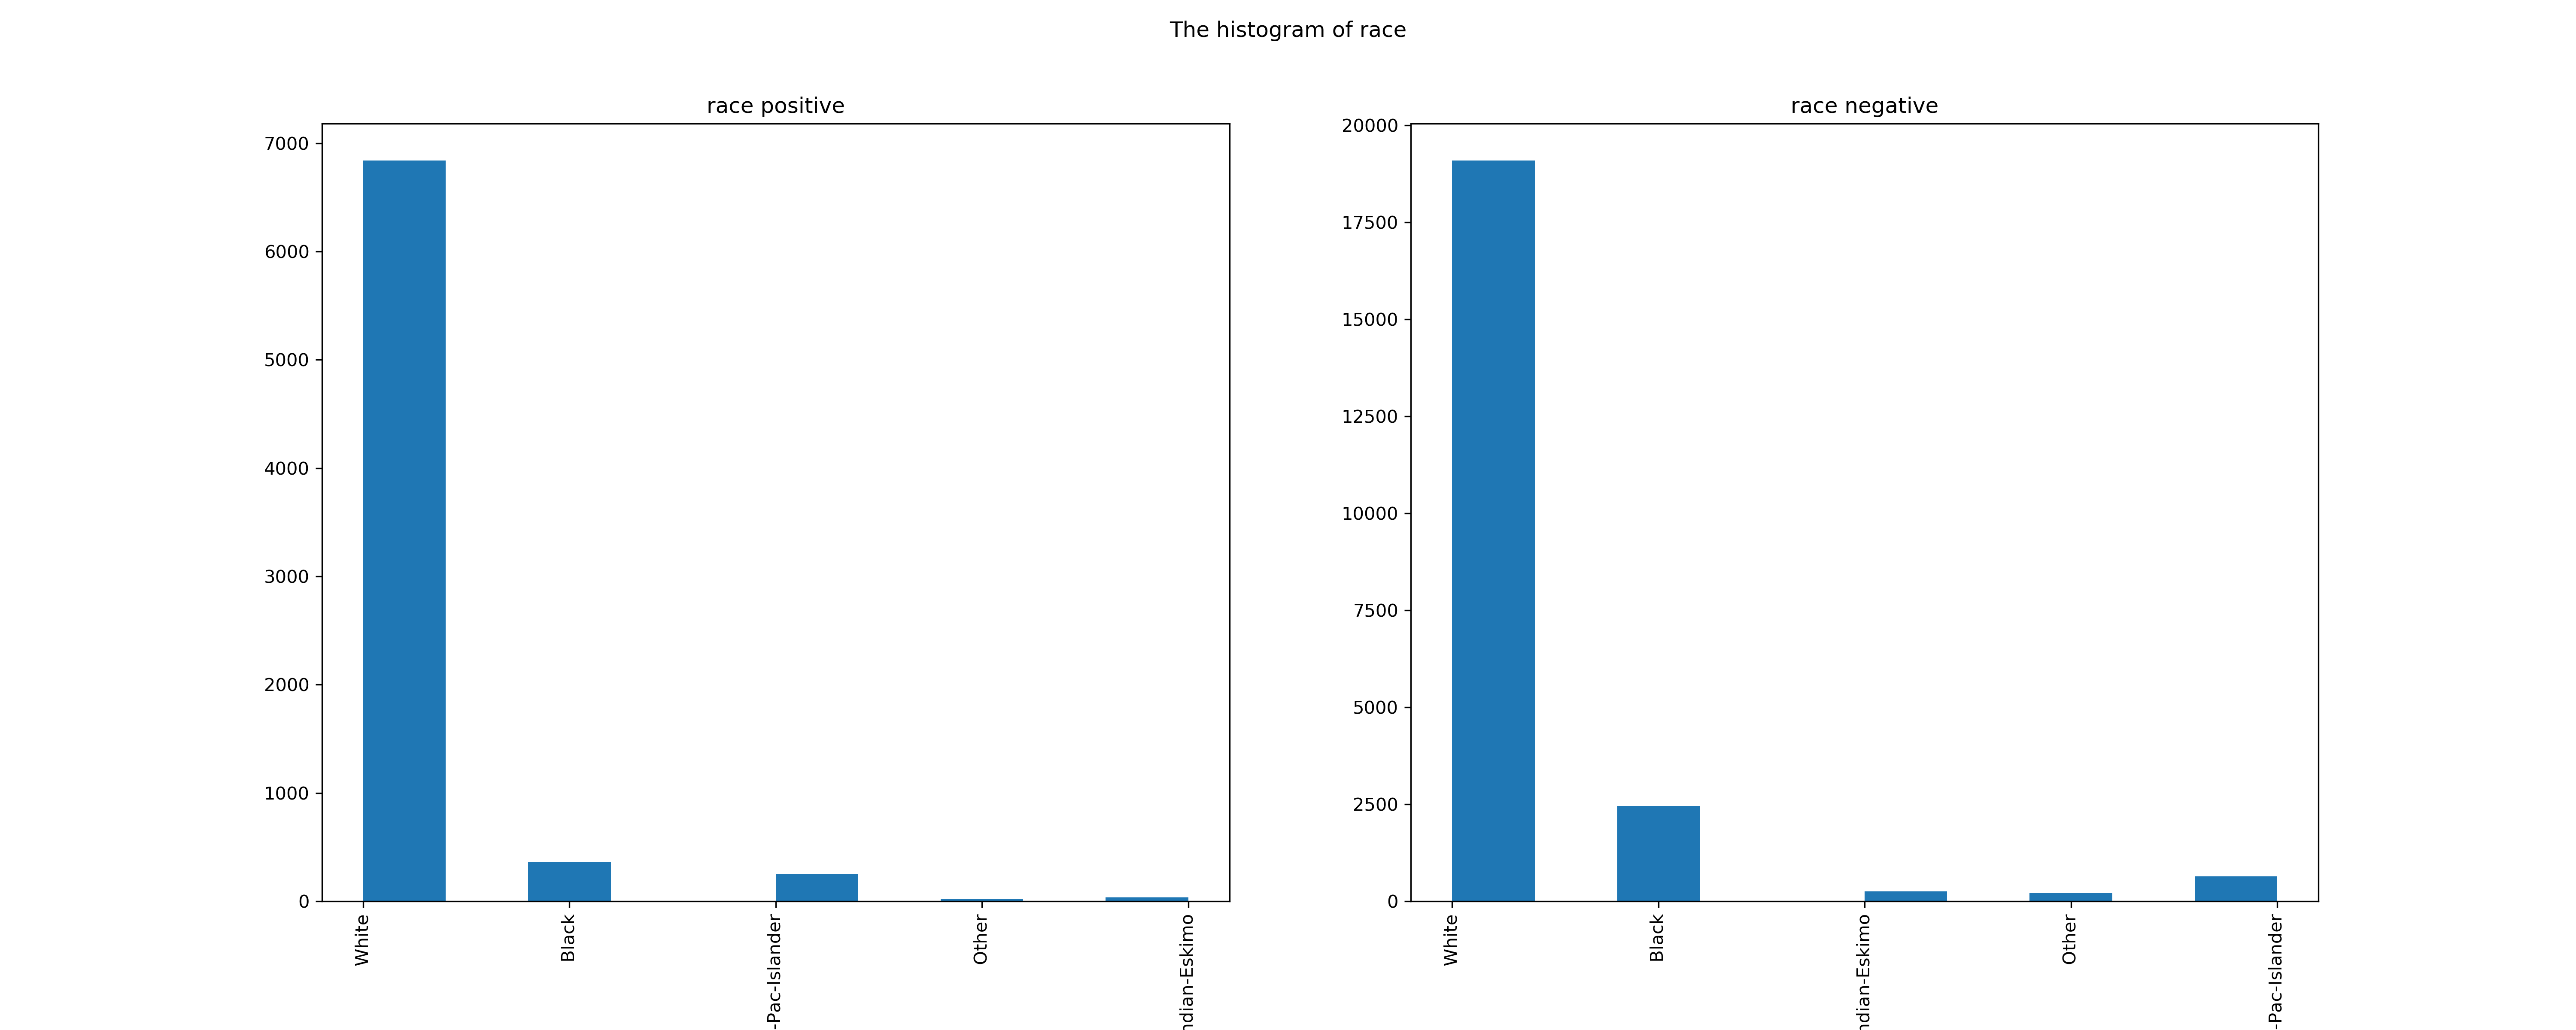 The histogram of race
race positive
7000
6000
5000
4000
3000
2000
1000
0
White
Black
-Pac-Islander
Other
ndian-Eskimo
race negative
20000
17500
15000
12500
10000
7500
5000
2500
0
White
Black
ndian-Eskimo
Other
-Pac-Islander